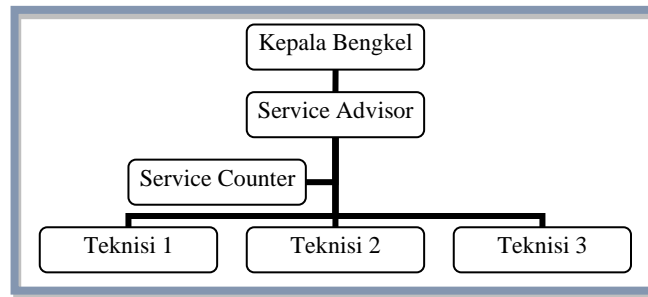 Kepala Bengkel
Service Advisor
Service Counter
Teknisi 1
Teknisi 2
Teknisi 3